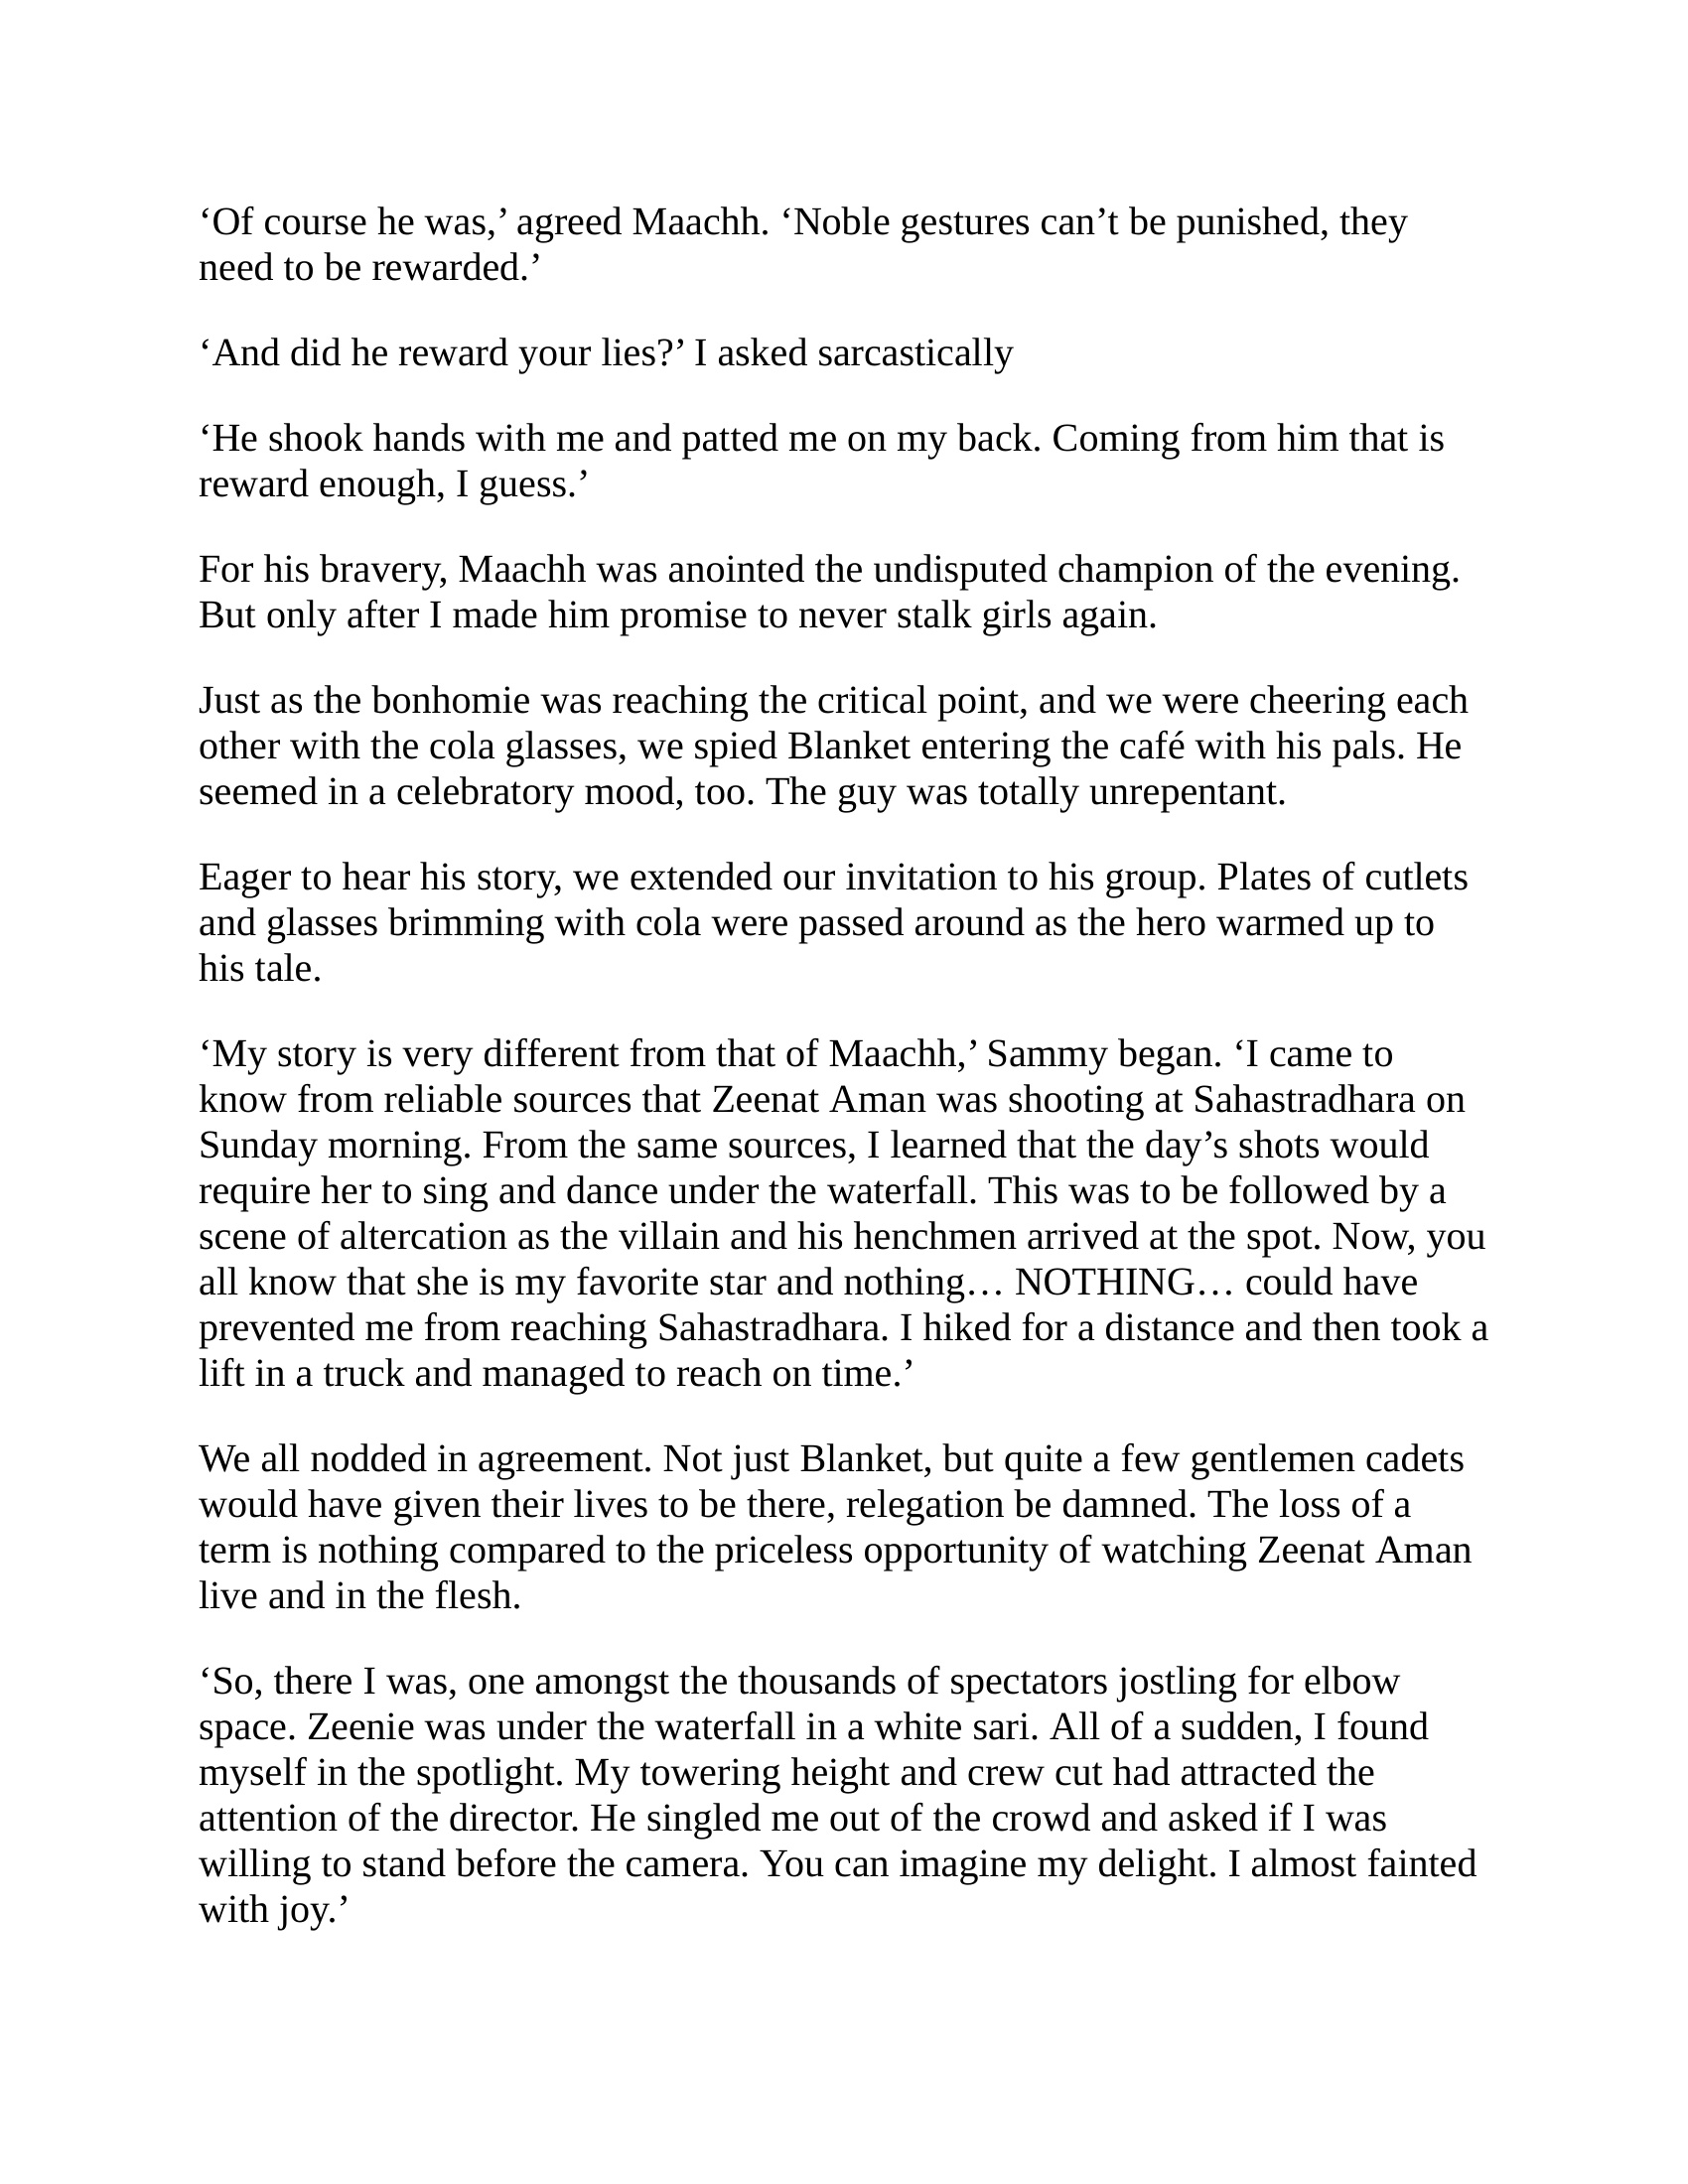 ‘Of course he was,’ agreed Maachh. ‘Noble gestures can’t be punished, they
need to be rewarded.’
‘And did he reward your lies?’ I asked sarcastically
‘He shook hands with me and patted me on my back. Coming from him that is
reward enough, I guess.’
For his bravery, Maachh was anointed the undisputed champion of the evening.
But only after I made him promise to never stalk girls again.
Just as the bonhomie was reaching the critical point, and we were cheering each
other with the cola glasses, we spied Blanket entering the café with his pals. He
seemed in a celebratory mood, too. The guy was totally unrepentant.
Eager to hear his story, we extended our invitation to his group. Plates of cutlets
and glasses brimming with cola were passed around as the hero warmed up to
his tale.
‘My story is very different from that of Maachh,’ Sammy began. ‘I came to
know from reliable sources that Zeenat Aman was shooting at Sahastradhara on
Sunday morning. From the same sources, I learned that the day’s shots would
require her to sing and dance under the waterfall. This was to be followed by a
scene of altercation as the villain and his henchmen arrived at the spot. Now, you
all know that she is my favorite star and nothing… NOTHING… could have
prevented me from reaching Sahastradhara. I hiked for a distance and then took a
lift in a truck and managed to reach on time.’
We all nodded in agreement. Not just Blanket, but quite a few gentlemen cadets
would have given their lives to be there, relegation be damned. The loss of a
term is nothing compared to the priceless opportunity of watching Zeenat Aman
live and in the flesh.
‘So, there I was, one amongst the thousands of spectators jostling for elbow
space. Zeenie was under the waterfall in a white sari. All of a sudden, I found
myself in the spotlight. My towering height and crew cut had attracted the
attention of the director. He singled me out of the crowd and asked if I was
willing to stand before the camera. You can imagine my delight. I almost fainted
with joy.’